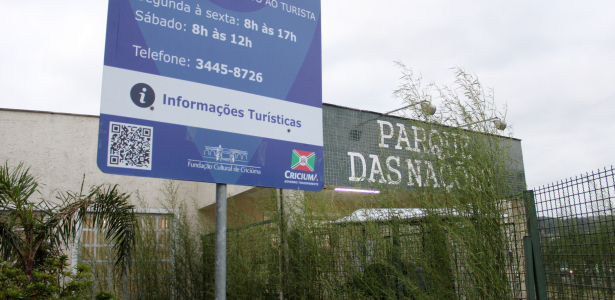 AO TURISTA
Segunda à sexta: 8h às 17h
Sábado: 8h às 12h
Telefone: 3445-8726
i Informações Turísticas
Fundação Cultural de Criciúma
CRICIÚMA
PARQUE
DAS NAÇ